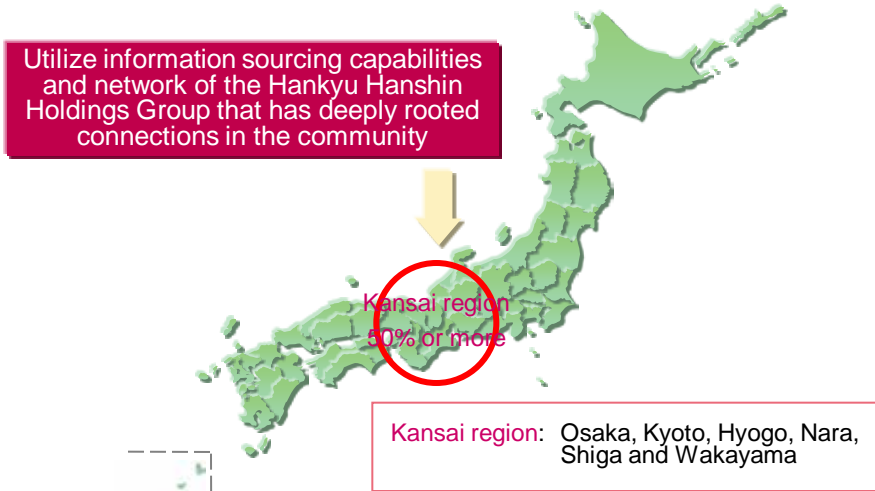 Utilize information sourcing capabilities
and network of the Hankyu Hanshin
Holdings Group that has deeply rooted
connections in the community
Kansai region
50% or more
Kansai region: Osaka, Kyoto, Hyogo, Nara,
Shiga and Wakayama